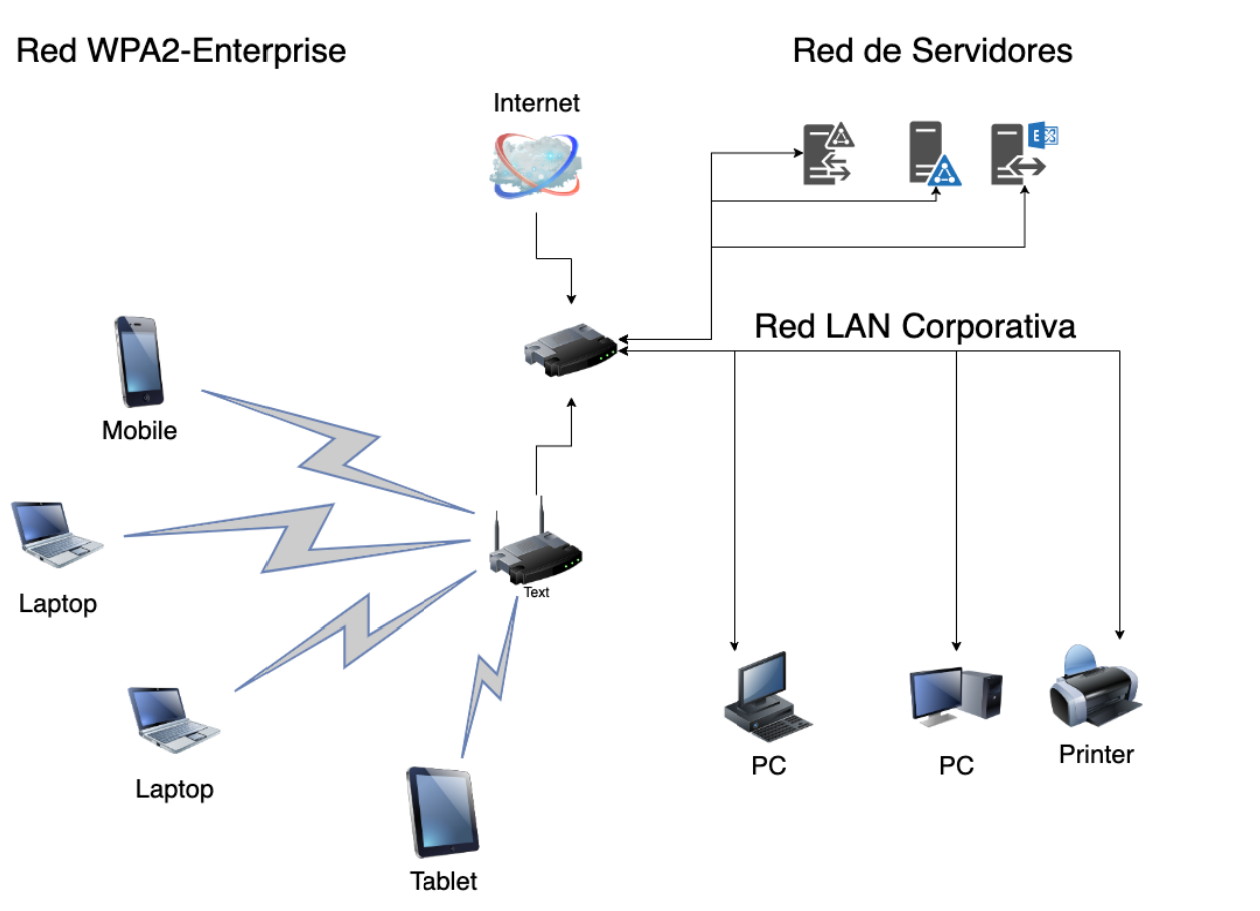 Red WPA2-Enterprise
Red de Servidores
Internet
E
Red LAN Corporativa
Mobile
Text
Laptop
Laptop
PC
PC
Printer
Tablet